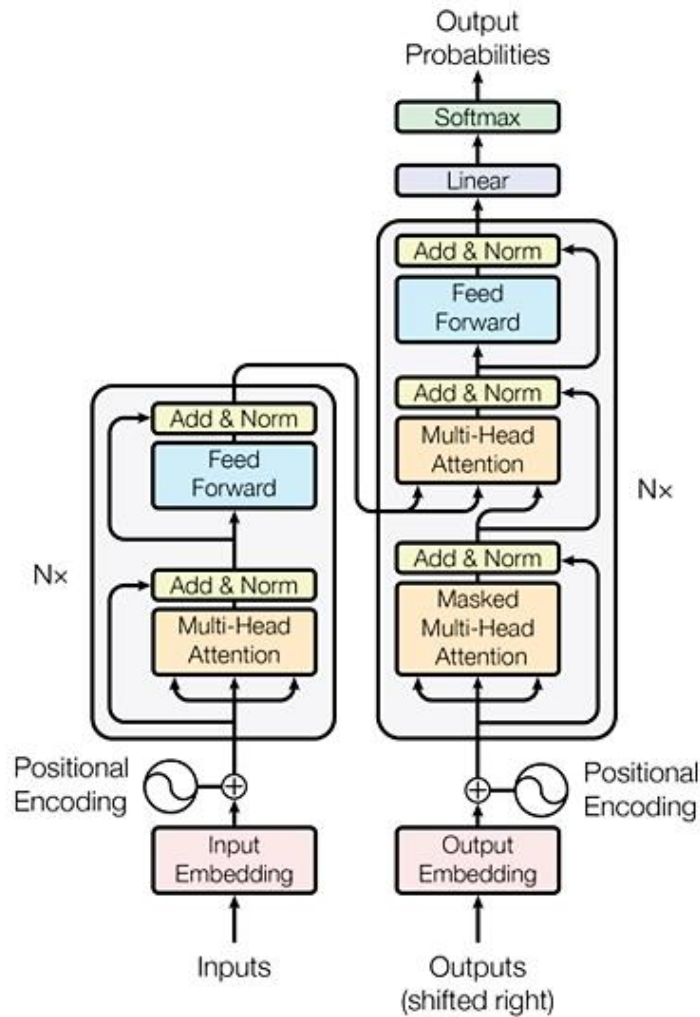 Output
Probabilities
Softmax
Linear
Add & Norm
Feed
Forward
Add & Norm
Multi-Head
Attention
Nx
Add & Norm
Masked
Multi-Head
Attention
Add & Norm
Feed
Forward
Nx
Add & Norm
Multi-Head
Attention
Positional
Encoding
Positional
Encoding
Input
Embedding
Output
Embedding
Inputs
Outputs
(shifted right)